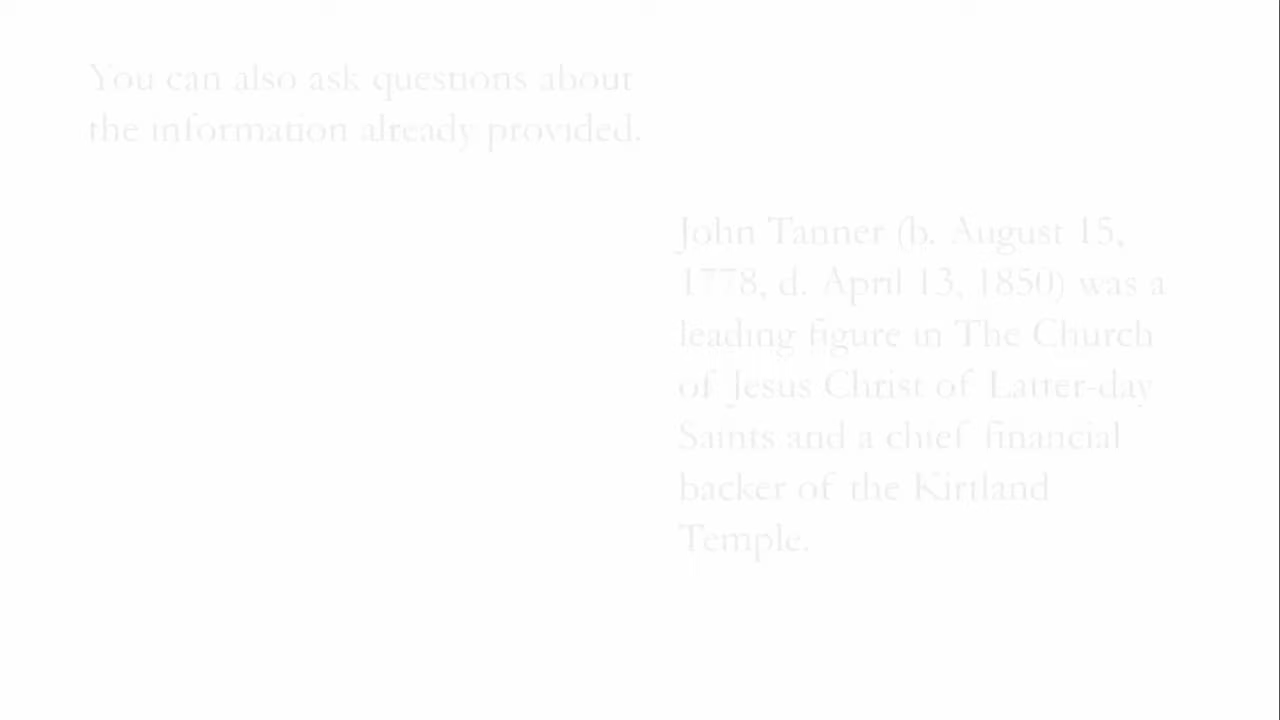 You can also ask questions about
the information already provided.
John Tanner (b. August 15,
1778, d. April 13, 1850) was a
leading figure in The Church
of Jesus Christ of Latter-day
Saints and a chief financial
backer of the Kirtland
Temple.